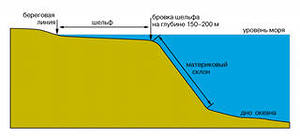 береговая
линия
шельф
бровка шельфа
на глубине 150–200 м
уровень моря
материковый
склон
дно океана